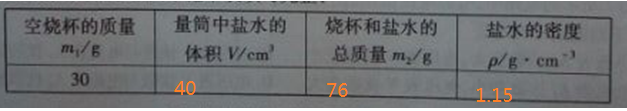 空烧杯的质量 m₁/g
量筒中盐水的体积 V/cm³
烧杯和盐水的总质量 m₂/g
盐水的密度 ρ/g·cm⁻³
30
40
76
1.15